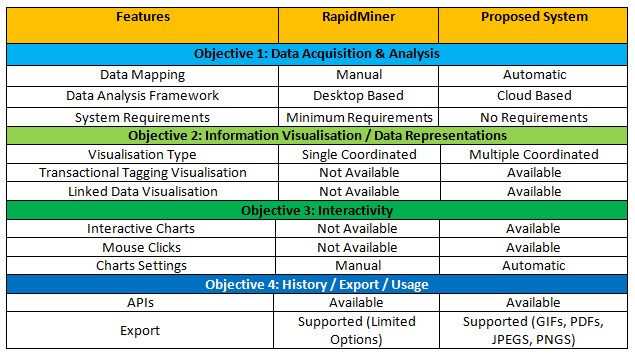 Features RapidMiner Proposed System
Objective 1: Data Acquisition & Analysis
Data Mapping Manual Automatic
Data Analysis Framework Desktop Based Cloud Based
System Requirements Minimum Requirements No Requirements
Objective 2: Information Visualisation / Data Representations
Visualisation Type Single Coordinated Multiple Coordinated
Transactional Tagging Visualisation Not Available Available
Linked Data Visualisation Not Available Available
Objective 3: Interactivity
Interactive Charts Not Available Available
Mouse Clicks Not Available Available
Charts Settings Manual Automatic
Objective 4: History / Export / Usage
APIs Available Available
Export Supported (Limited Options) Supported (GIFs, PDFs, JPEGS, PNGS)